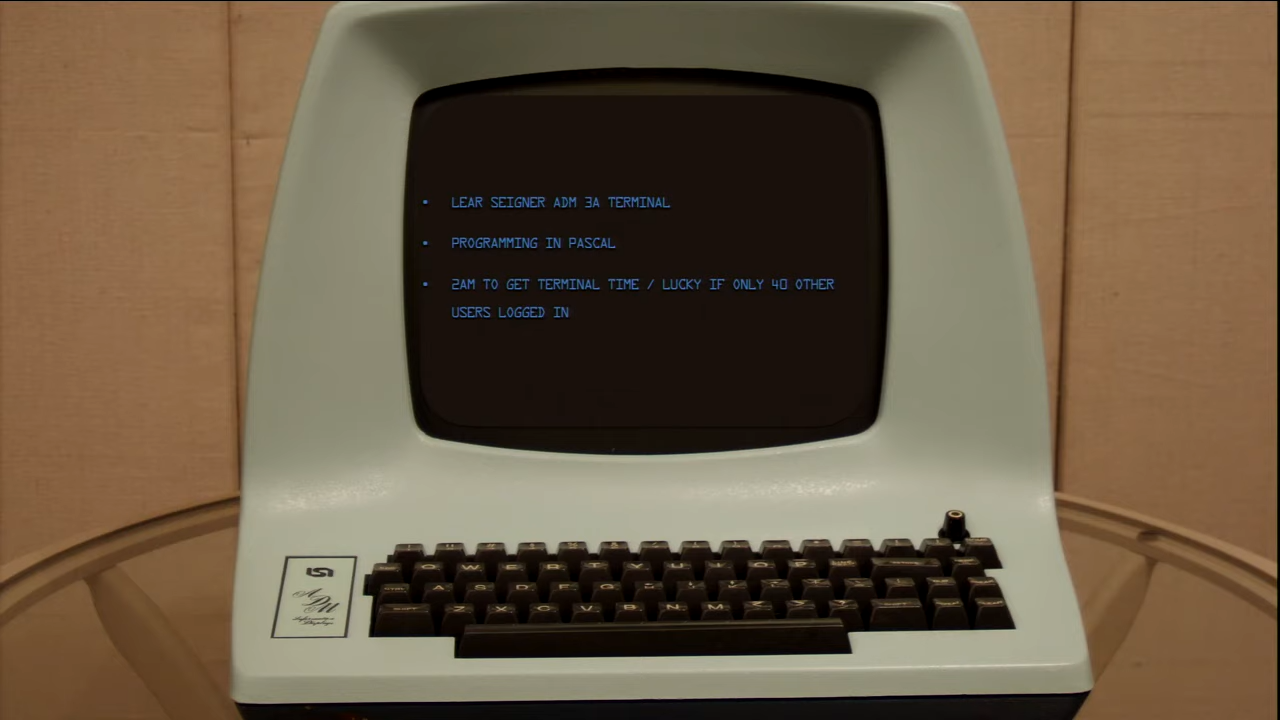 ▪ LEAR SEIGNER ADM 3A TERMINAL
▪ PROGRAMMING IN PASCAL
▪ 2AM TO GET TERMINAL TIME / LUCKY IF ONLY 40 OTHER
USERS LOGGED IN
Q W E R T Y U I O P
A S D F G
Z X C V B N M
ADM